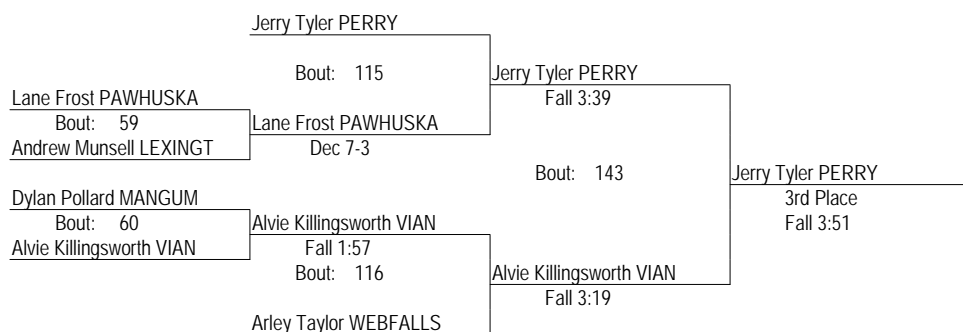 Jerry Tyler PERRY
Bout: 115
Jerry Tyler PERRY
Lane Frost PAWHUSKA
Fall 3:39
Bout: 59
Lane Frost PAWHUSKA
Andrew Munsell LEXINGT
Dec 7-3
Bout: 143
Jerry Tyler PERRY
Dylan Pollard MANGUM
3rd Place
Bout: 60
Alvie Killingsworth VIAN
Fall 3:51
Alvie Killingsworth VIAN
Fall 1:57
Bout: 116
Alvie Killingsworth VIAN
Fall 3:19
Arley Taylor WEBFALLS